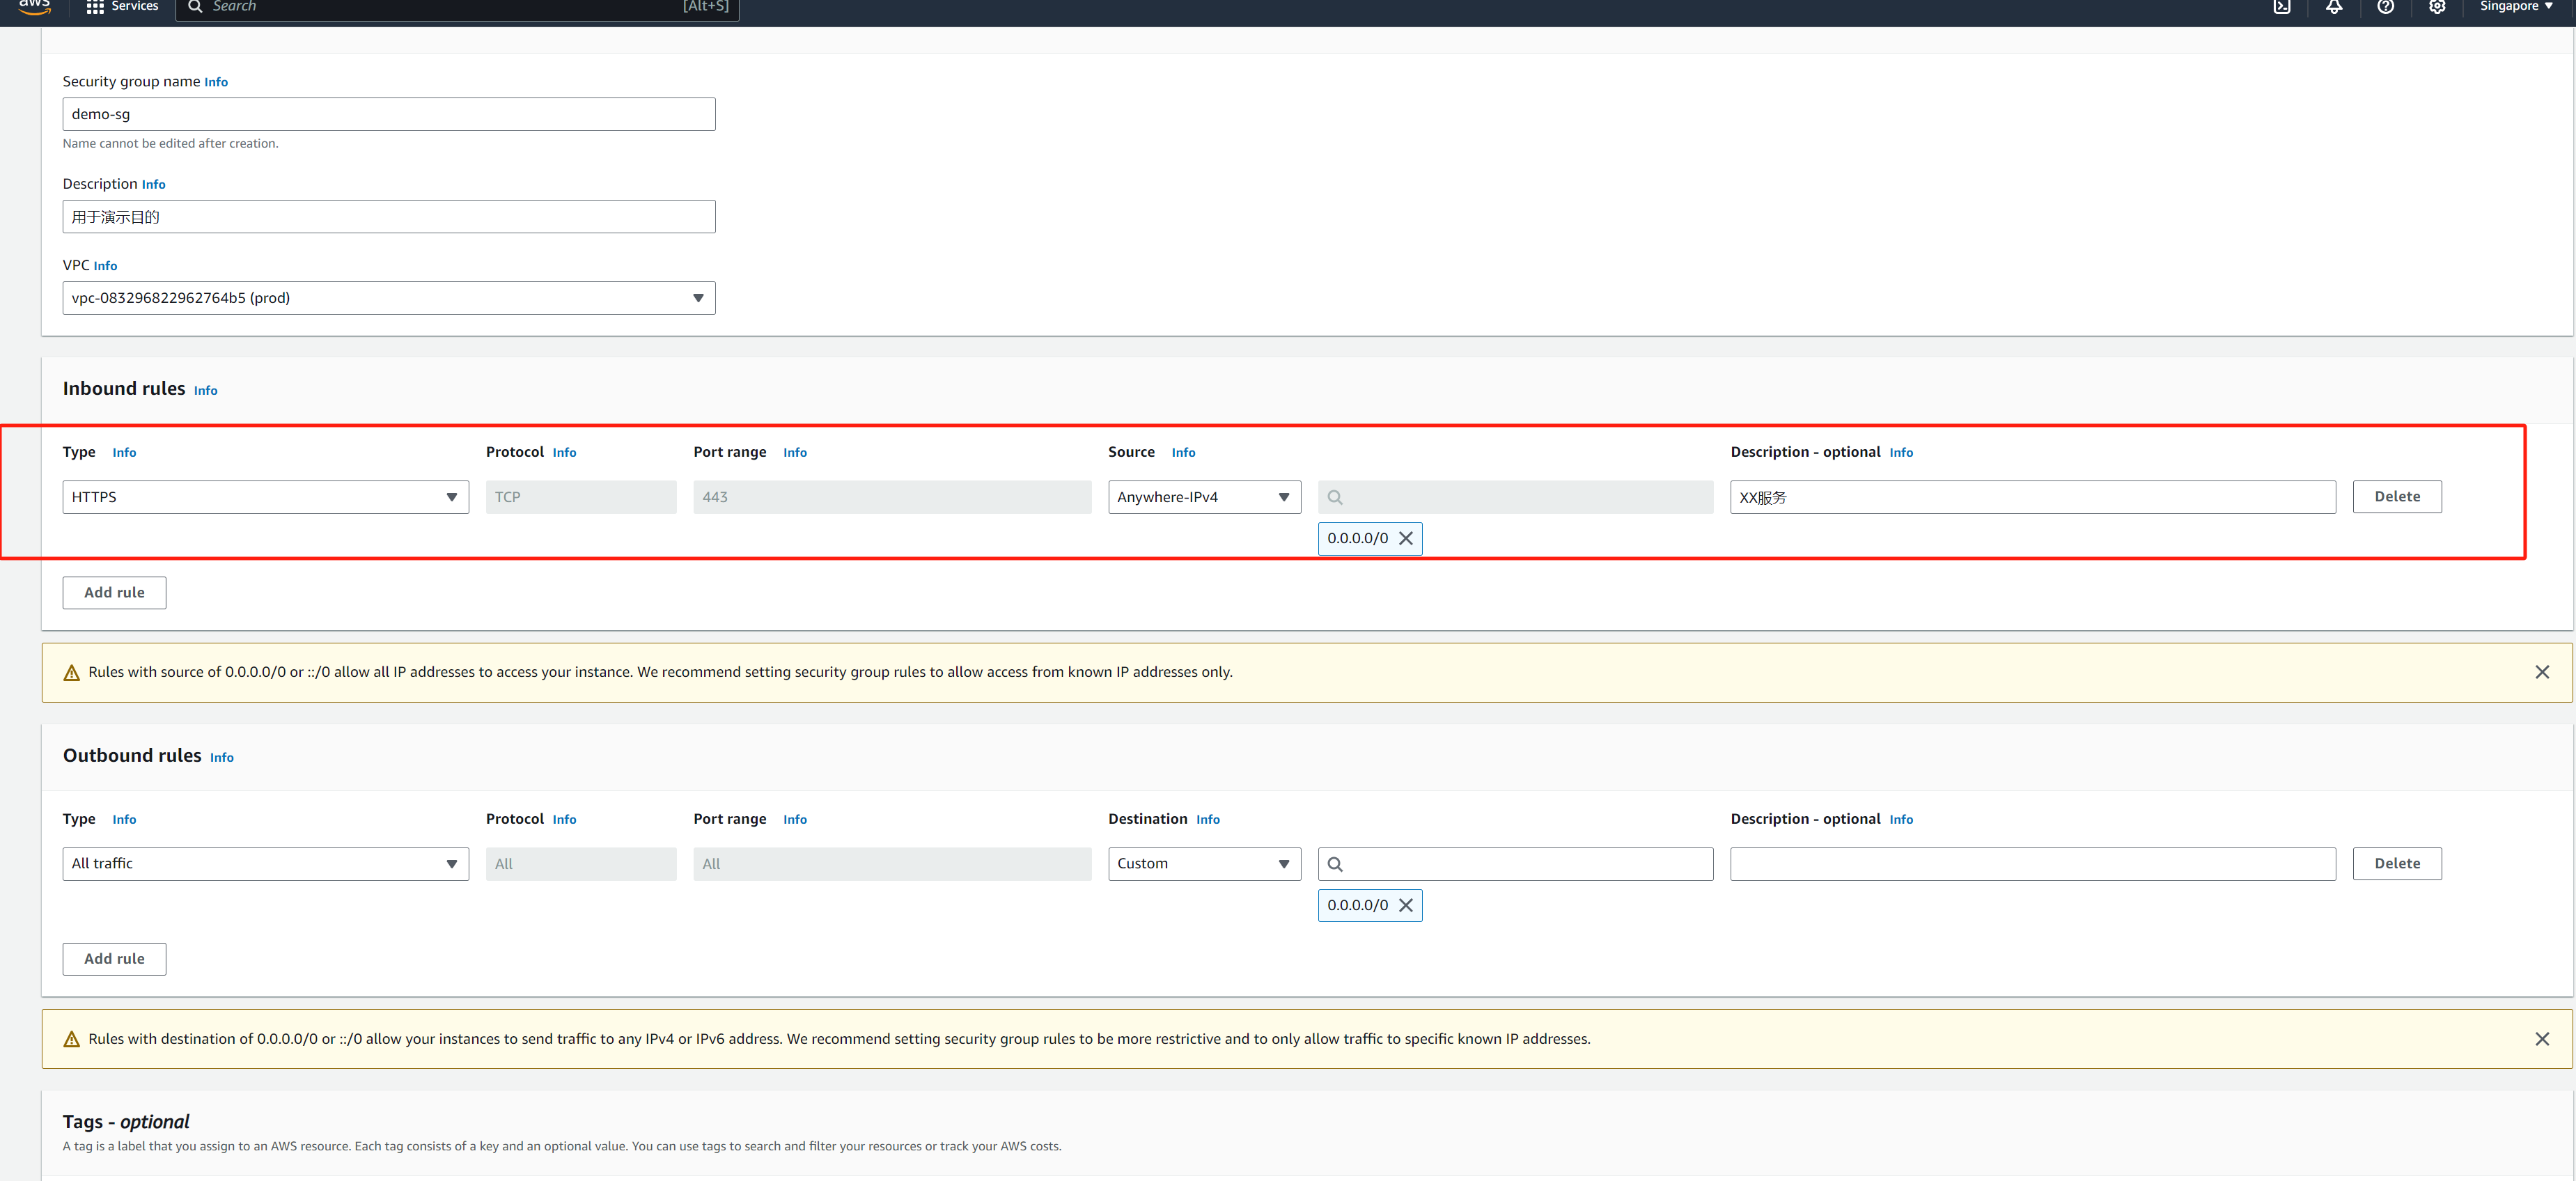 aws Services Search [Alt+S] Singapore
Security group name Info
demo-sg
Name cannot be edited after creation.
Description Info
用于演示目的
VPC Info
vpc-083296822962764b5 (prod)
Inbound rules Info
Type Info Protocol Info Port range Info Source Info Description - optional Info
HTTPS TCP 443 Anywhere-IPv4 XX服务 Delete
0.0.0.0/0
Add rule
Rules with source of 0.0.0.0/0 or ::/0 allow all IP addresses to access your instance. We recommend setting security group rules to allow access from known IP addresses only.
Outbound rules Info
Type Info Protocol Info Port range Info Destination Info Description - optional Info
All traffic All All Custom Delete
0.0.0.0/0
Add rule
Rules with destination of 0.0.0.0/0 or ::/0 allow your instances to send traffic to any IPv4 or IPv6 address. We recommend setting security group rules to be more restrictive and to only allow traffic to specific known IP addresses.
Tags - optional
A tag is a label that you assign to an AWS resource. Each tag consists of a key and an optional value. You can use tags to search and filter your resources or track your AWS costs.